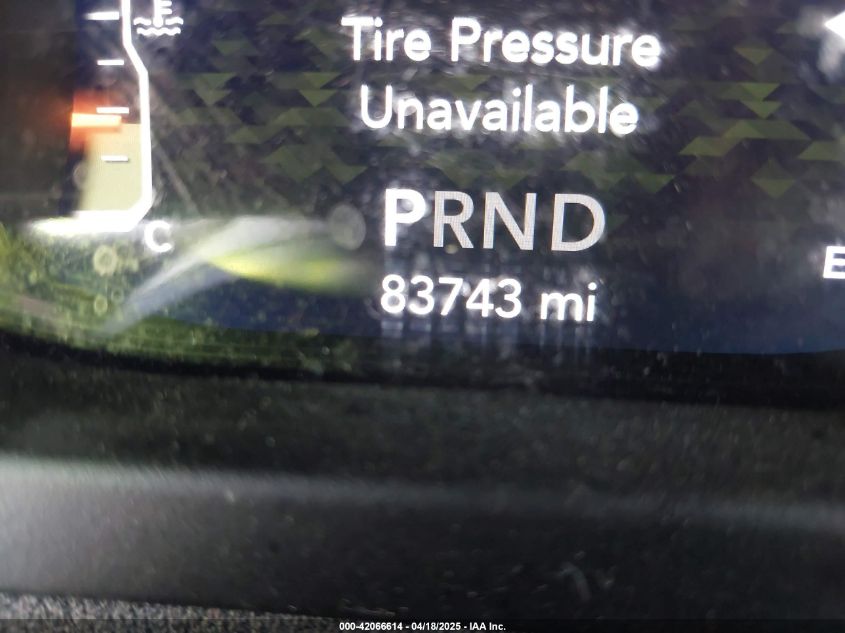 Tire Pressure
Unavailable
PRND
C
E
83743 mi
000-42066614 - 04/18/2025 - IAA Inc.